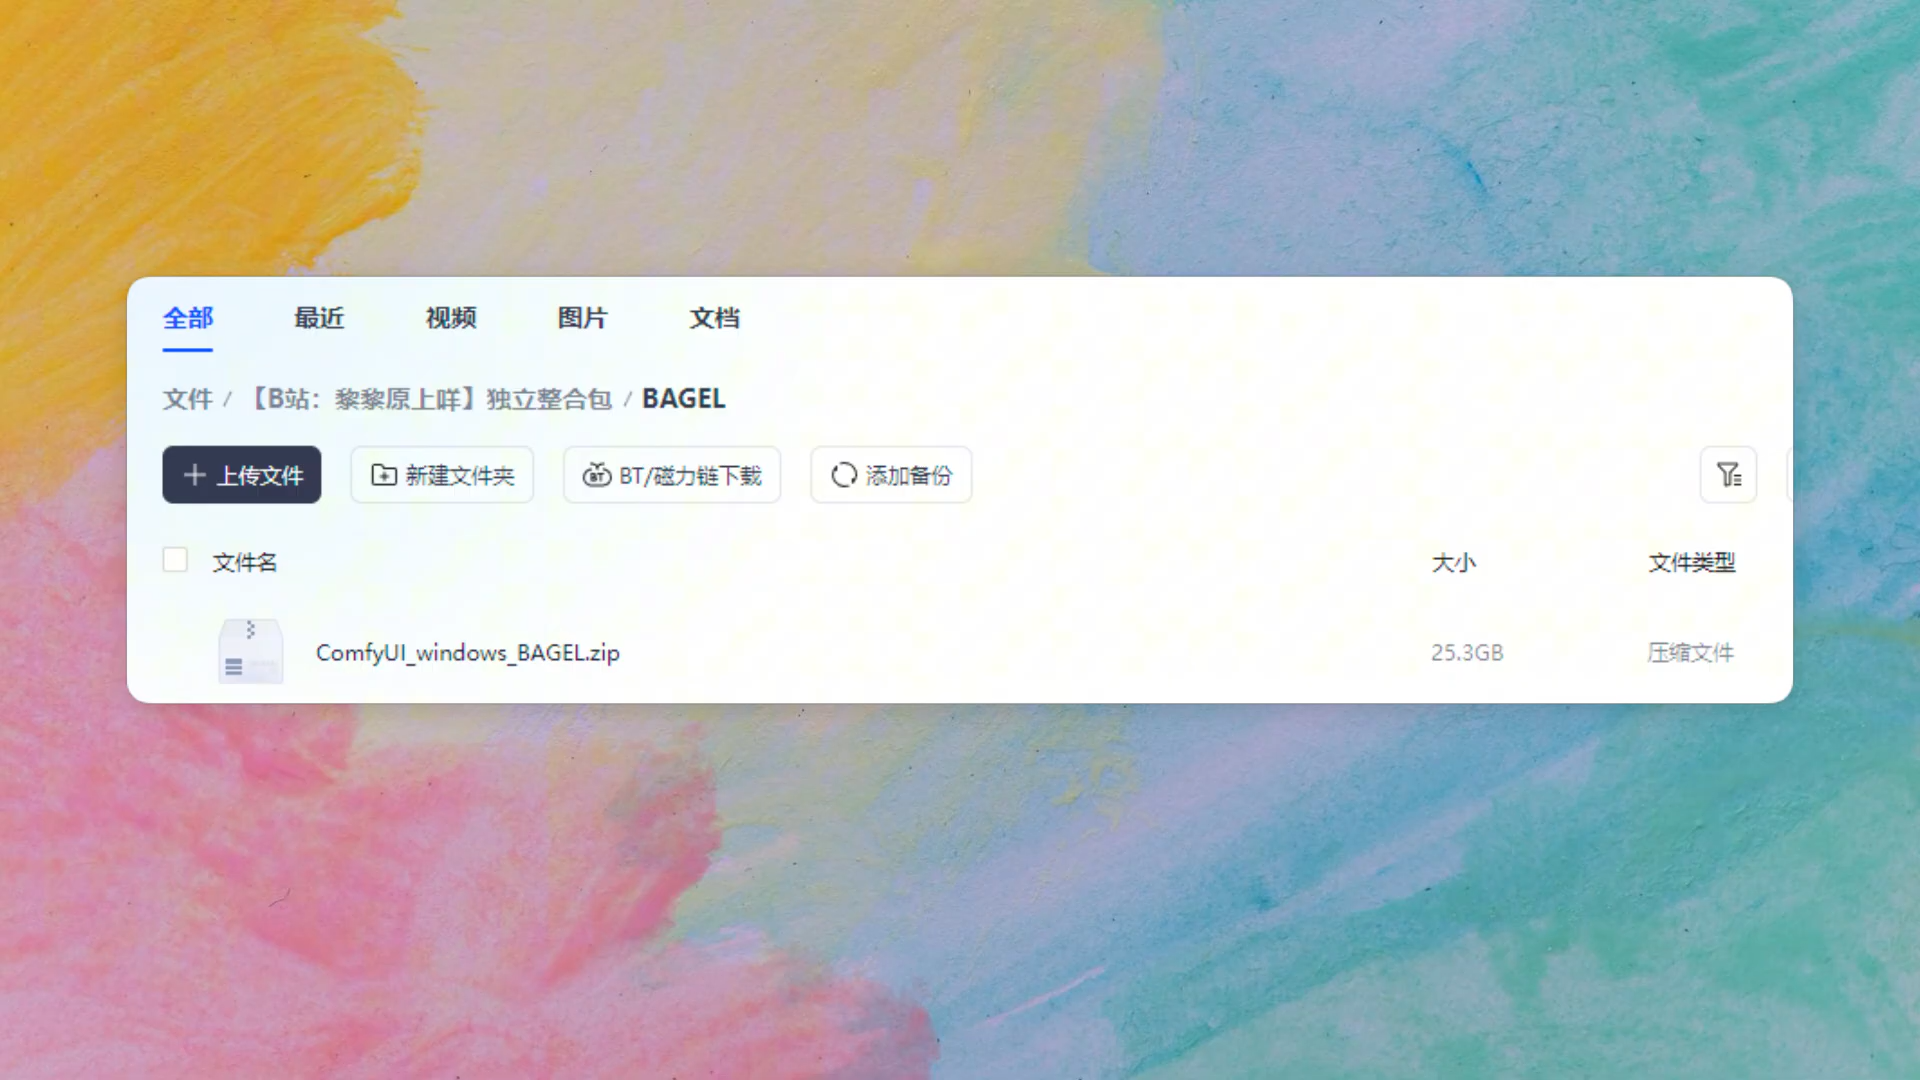 全部 最近 视频 图片 文档
文件 / 【B站：黎黎原上咩】独立整合包 / BAGEL
上传文件 新建文件夹 BT/磁力链下载 添加备份
文件名 大小 文件类型
ComfyUI_windows_BAGEL.zip 25.3GB 压缩文件